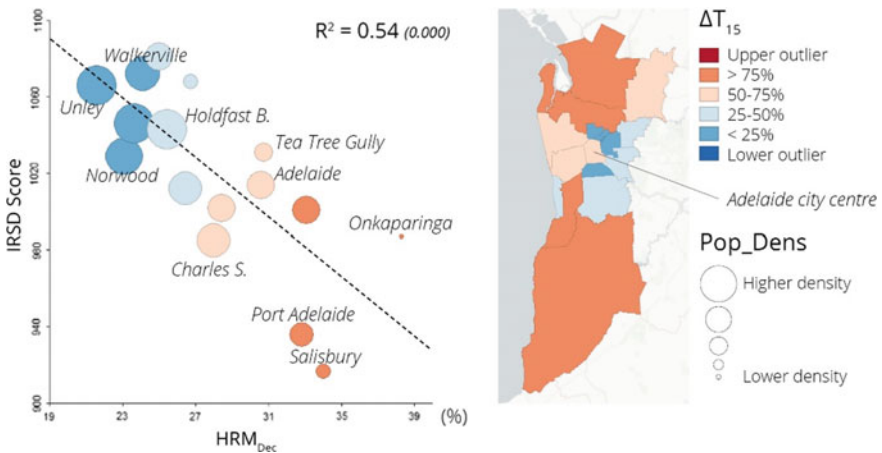 R² = 0.54 (0.000)
IRSD Score
1100
1060
1020
980
940
900
Walkerville
Unley
Holdfast B.
Norwood
Tea Tree Gully
Adelaide
Onkaparinga
Charles S.
Port Adelaide
Salisbury
19
23
27
31
35
39
(%)
HRM_Dec
ΔT₁₅
Upper outlier
> 75%
50-75%
25-50%
< 25%
Lower outlier
Adelaide city centre
Pop_Dens
Higher density
Lower density